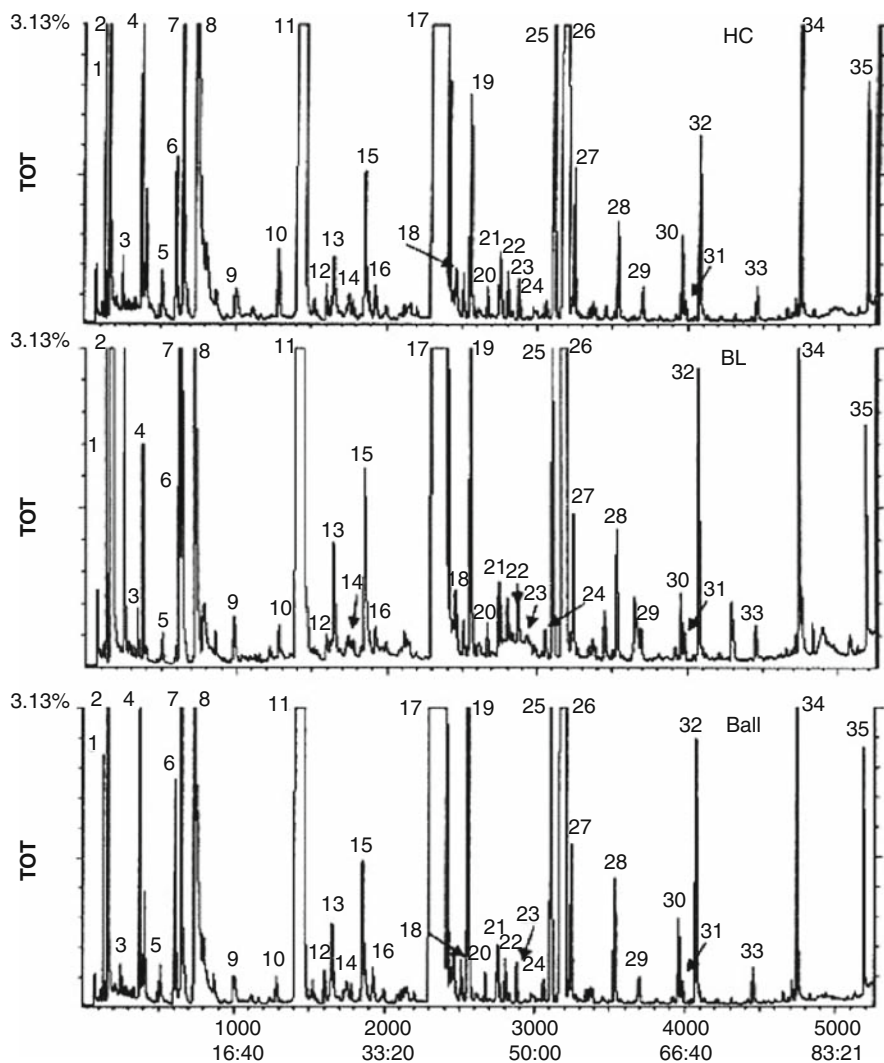 3.13% 2 4 7 8 11 17 25 26 HC 34
1 6 19 35
TOT 15 27 32
3 5 9 10 12 13 14 16 18 20 21 22 23 24 28 29 30 31 33
3.13% 2 7 8 11 17 19 25 26 BL 34
1 4 32 35
TOT 6 15 27
3 5 9 10 12 13 14 16 18 20 21 22 23 24 28 29 30 31 33
3.13% 2 4 7 8 11 17 19 25 26 Ball 34
1 6 32 35
TOT 15 27
3 5 9 10 12 13 14 16 18 20 21 22 23 24 28 29 30 31 33
1000 2000 3000 4000 5000
16:40 33:20 50:00 66:40 83:21